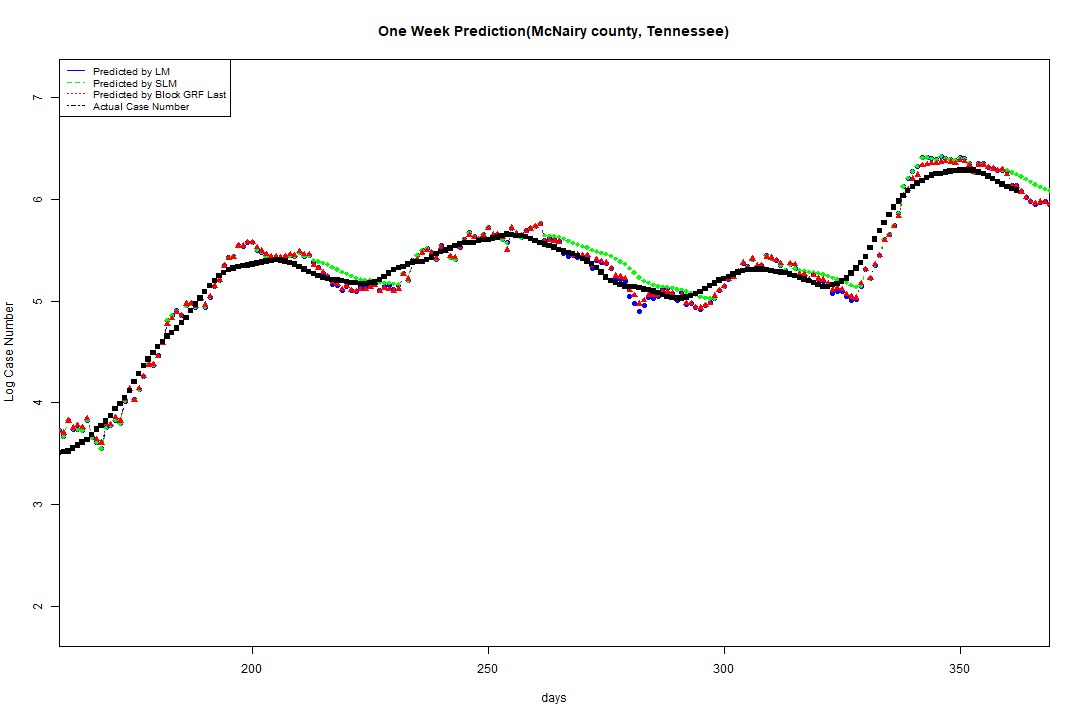 One Week Prediction(McNairy county, Tennessee)
Predicted by LM
Predicted by SLM
Predicted by Block GRF Last
Actual Case Number
7
6
5
4
3
2
Log Case Number
200 250 300 350
days